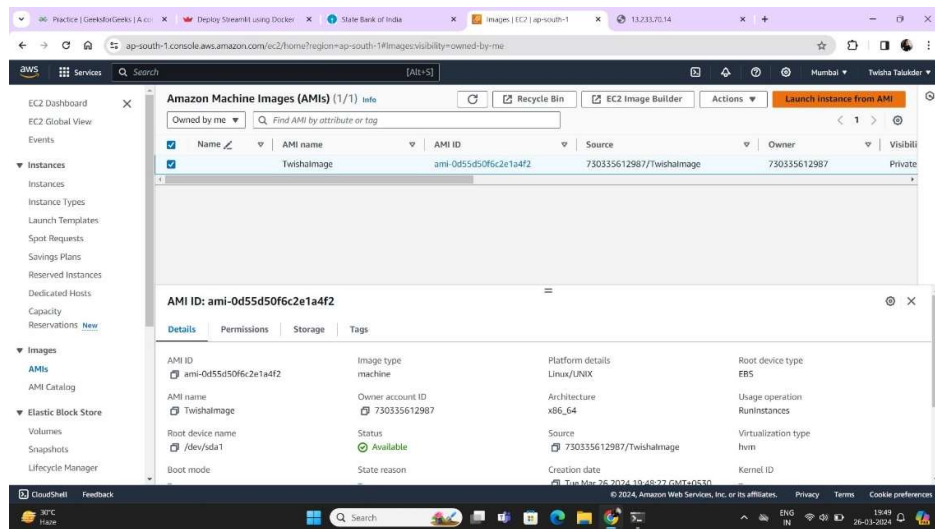 Practice | GeeksforGeeks | A co
Deploy Streamlit using Docker
State Bank of India
Images | EC2 | ap-south-1
13.233.70.14
ap-south-1.console.aws.amazon.com/ec2/home?region=ap-south-1#Images:visibility=owned-by-me
aws Services Search [Alt+S] Mumbai Twisha Talukder
EC2 Dashboard
EC2 Global View
Events
Instances
Instances
Instance Types
Launch Templates
Spot Requests
Savings Plans
Reserved Instances
Dedicated Hosts
Capacity
Reservations New
Images
AMIs
AMI Catalog
Elastic Block Store
Volumes
Snapshots
Lifecycle Manager
Amazon Machine Images (AMIs) (1/1) Info
Recycle Bin
EC2 Image Builder
Actions
Launch instance from AMI
Owned by me
Find AMI by attribute or tag
1
Name AMI name AMI ID Source Owner Visibili
TwishaImage ami-0d55d50f6c2e1a4f2 730335612987/TwishaImage 730335612987 Private
AMI ID: ami-0d55d50f6c2e1a4f2
Details Permissions Storage Tags
AMI ID Image type Platform details Root device type
ami-0d55d50f6c2e1a4f2 machine Linux/UNIX EBS
AMI name Owner account ID Architecture Usage operation
TwishaImage 730335612987 x86_64 RunInstances
Root device name Status Source Virtualization type
/dev/sda1 Available 730335612987/TwishaImage hvm
Boot mode State reason Creation date Kernel ID
– – Tue Mar 26 2024 19:48:27 GMT+0530 –
CloudShell Feedback © 2024, Amazon Web Services, Inc. or its affiliates. Privacy Terms Cookie preferences
30°C
Haze
Search
ENG
IN
19:49
26-03-2024